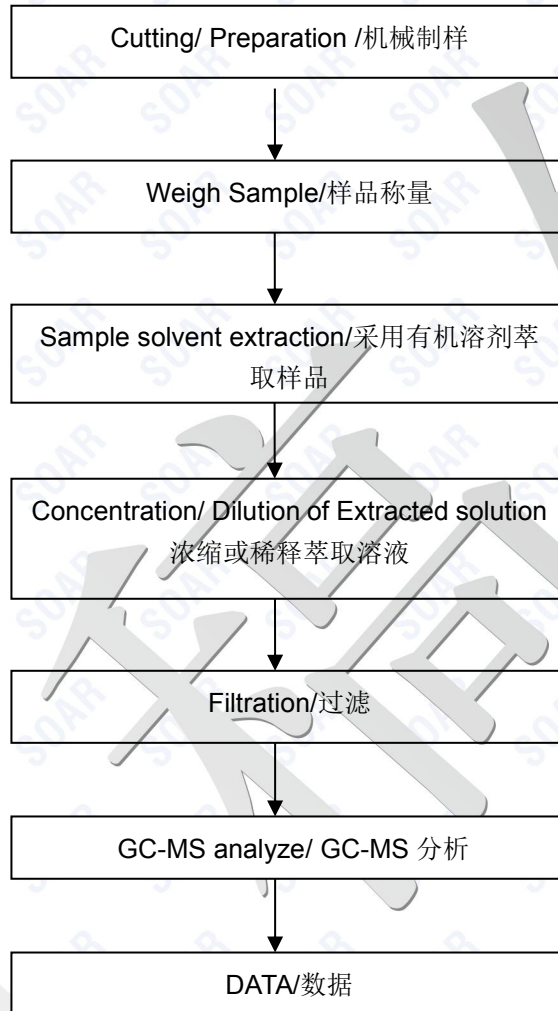 Cutting/ Preparation /机械制样
Weigh Sample/样品称量
Sample solvent extraction/采用有机溶剂萃
取样品
Concentration/ Dilution of Extracted solution
浓缩或稀释萃取溶液
Filtration/过滤
GC-MS analyze/ GC-MS 分析
DATA/数据